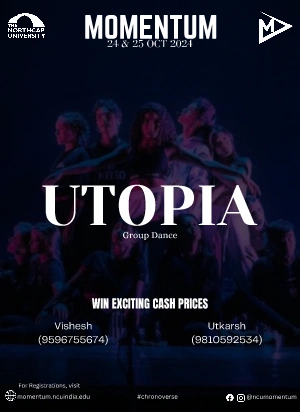 THE
NORTHCAP
UNIVERSITY
MOMENTUM
24 & 25 OCT 2024
UTOPIA
Group Dance
WIN EXCITING CASH PRICES
Vishesh
(9596755674)
Utkarsh
(9810592534)
For Registrations, visit
momentum.ncuindia.edu
#chronoverse
@ncumomentum